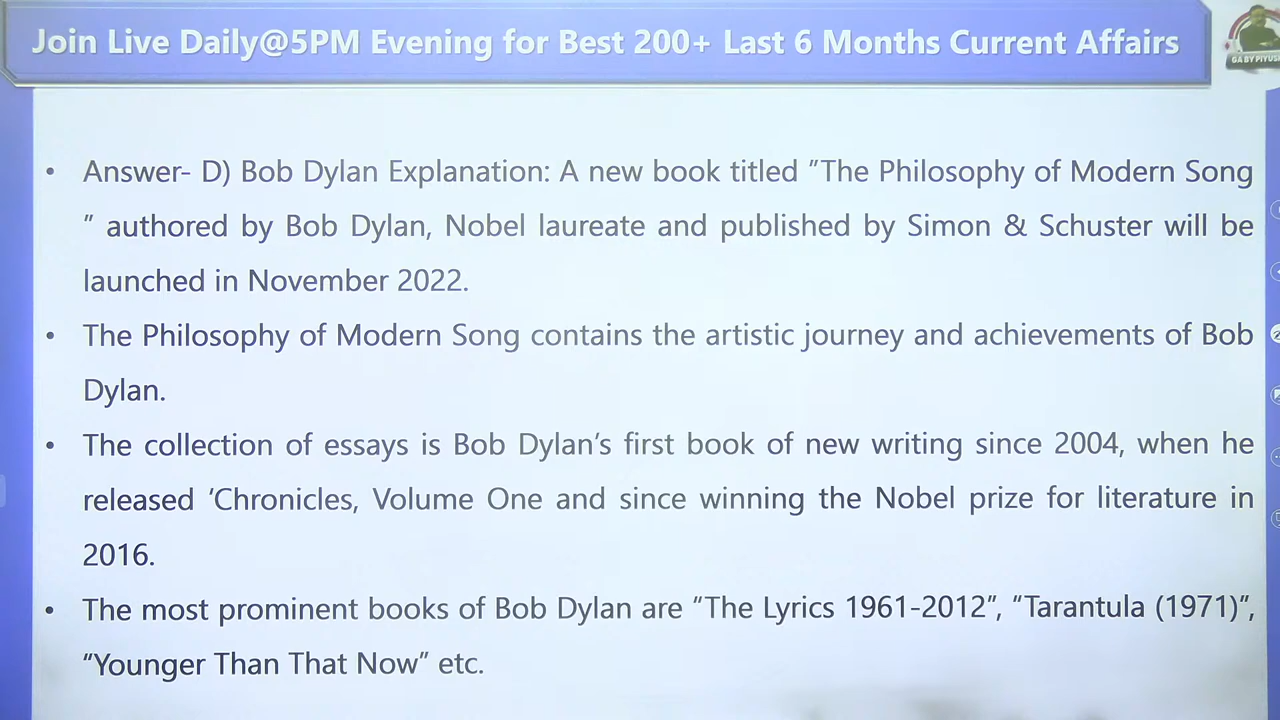 Join Live Daily@5PM Evening for Best 200+ Last 6 Months Current Affairs
GA BY PIYUSH
• Answer- D) Bob Dylan Explanation: A new book titled "The Philosophy of Modern Song
" authored by Bob Dylan, Nobel laureate and published by Simon & Schuster will be
launched in November 2022.
• The Philosophy of Modern Song contains the artistic journey and achievements of Bob
Dylan.
• The collection of essays is Bob Dylan's first book of new writing since 2004, when he
released 'Chronicles, Volume One and since winning the Nobel prize for literature in
2016.
• The most prominent books of Bob Dylan are "The Lyrics 1961-2012", "Tarantula (1971)",
"Younger Than That Now" etc.